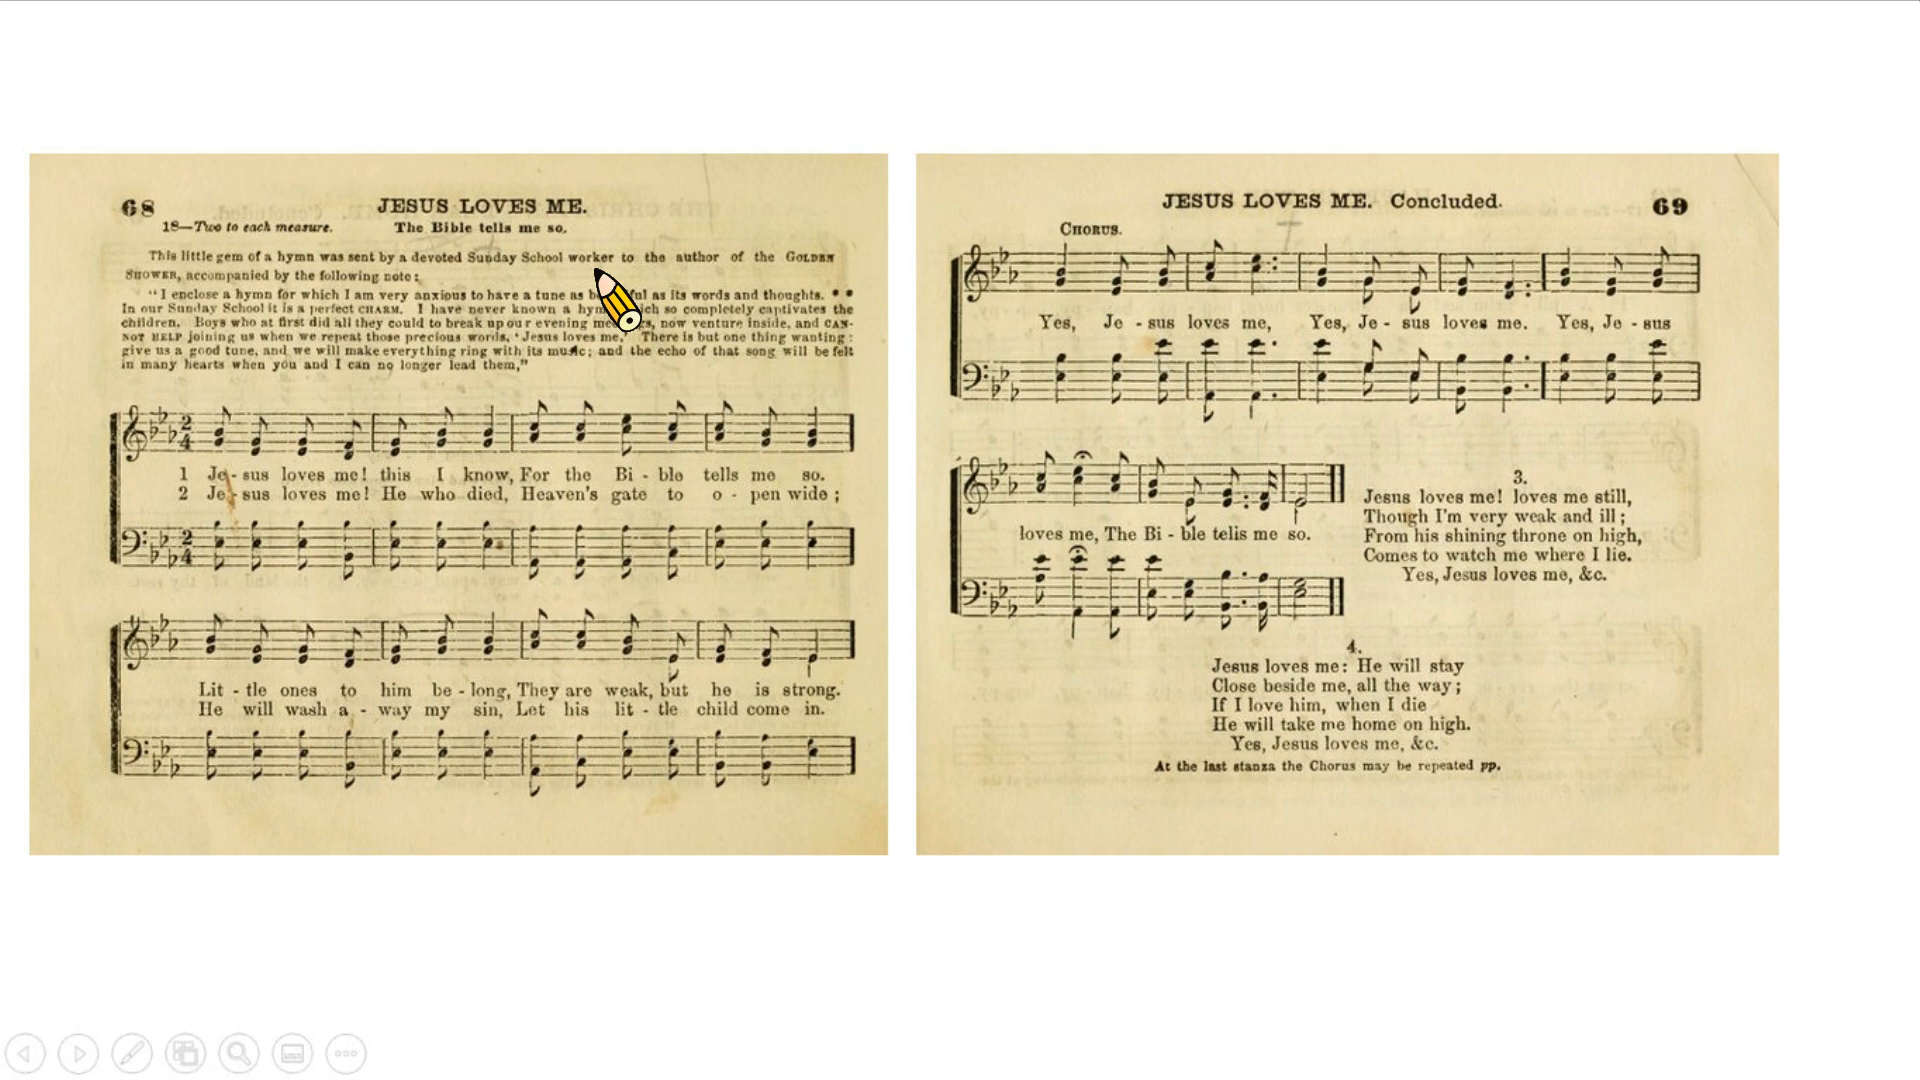 68
JESUS LOVES ME.
18—Two to each measure.
The Bible tells me so.
This little gem of a hymn was sent by a devoted Sunday School worker to the author of the GOLDEN
SHOWER, accompanied by the following note:
"I enclose a hymn for which I am very anxious to have a tune as as its words and thoughts. * *
In our Sunday School it is a perfect CHARM. I have never known a so completely captivates the
children. Boys who at first did all they could to break up our evening now venture inside, and CAN-
NOT HELP joining us when we repeat those precious words, 'Jesus loves me,' There is but one thing wanting:
give us a good tune, and we will make everything ring with its music; and the echo of that song will be felt
in many hearts when you and I can no longer lead them,"
2
4
1 Je - sus loves me! this I know, For the Bi - ble tells me so.
2 Je - sus loves me! He who died, Heaven's gate to o - pen wide;
2
4
Lit - tle ones to him be - long, They are weak, but he is strong.
He will wash a - way my sin, Let his lit - tle child come in.
JESUS LOVES ME. Concluded.
69
CHORUS.
Yes, Je - sus loves me, Yes, Je - sus loves me. Yes, Je - sus
loves me, The Bi - ble tells me so.
3.
Jesus loves me! loves me still,
Though I'm very weak and ill;
From his shining throne on high,
Comes to watch me where I lie.
Yes, Jesus loves me, &c.
4.
Jesus loves me: He will stay
Close beside me, all the way;
If I love him, when I die
He will take me home on high.
Yes, Jesus loves me, &c.
At the last stanza the Chorus may be repeated pp.